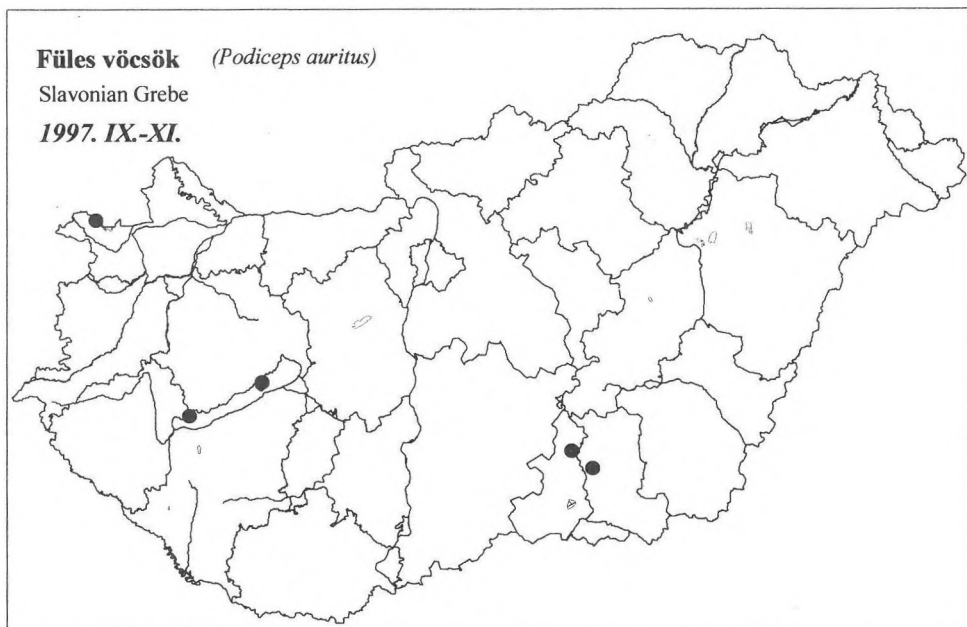 Füles vöcsök (Podiceps auritus)
Slavonian Grebe
1997. IX.-XI.